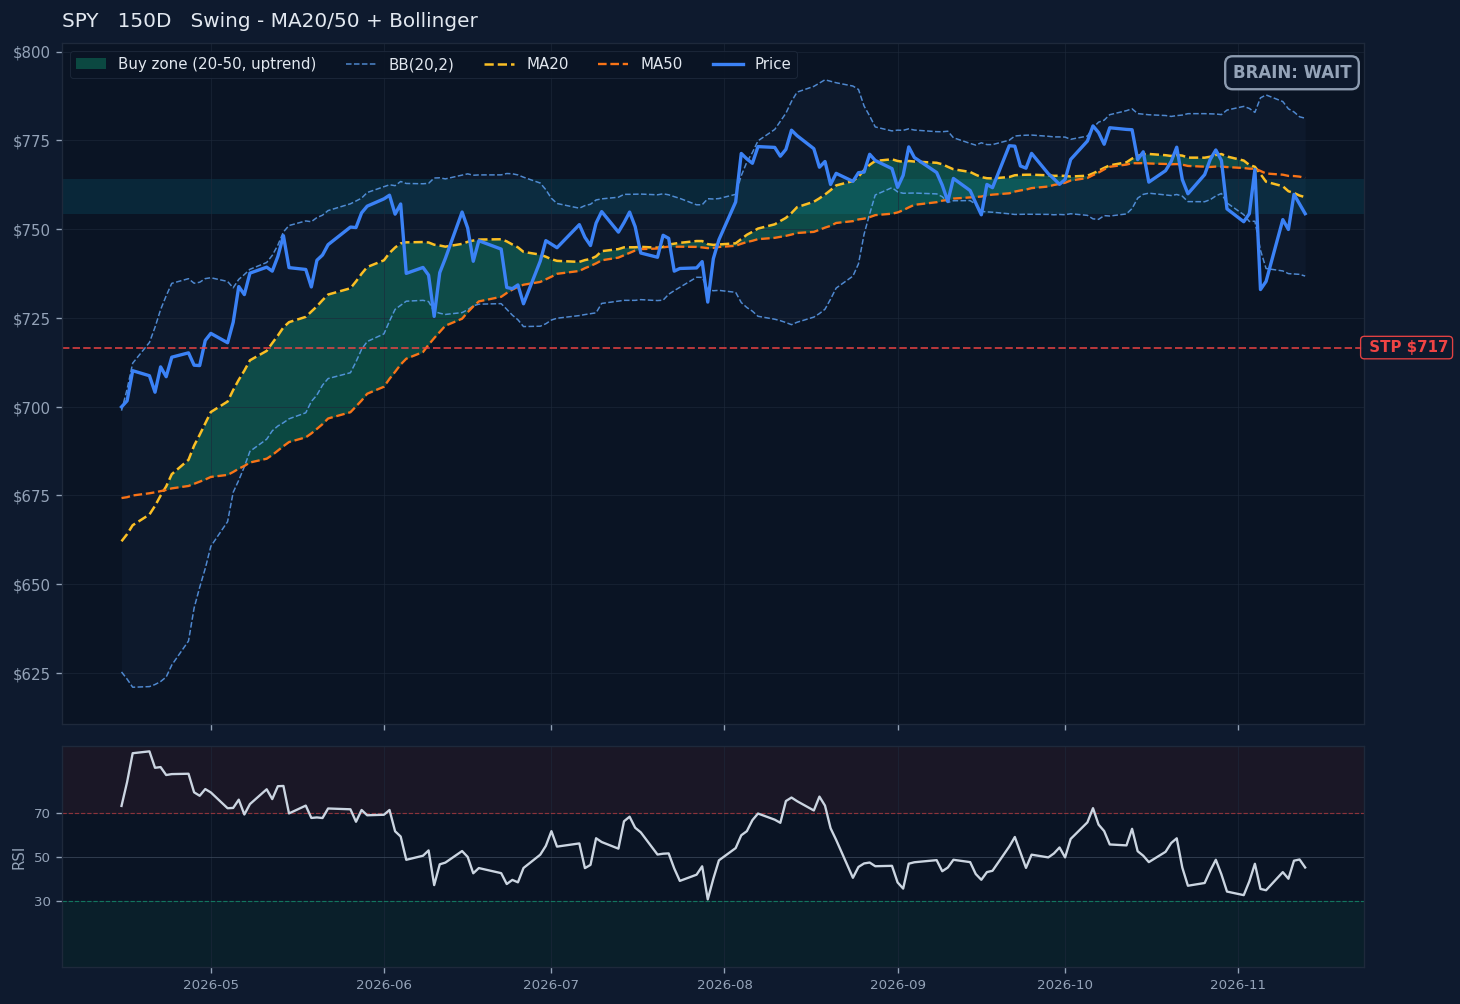 SPY 150D Swing - MA20/50 + Bollinger
Buy zone (20-50, uptrend) BB(20,2) MA20 MA50 Price
BRAIN: WAIT
$800
$775
$750
$725
$700
$675
$650
$625
STP $717
RSI
70
50
30
2026-05 2026-06 2026-07 2026-08 2026-09 2026-10 2026-11